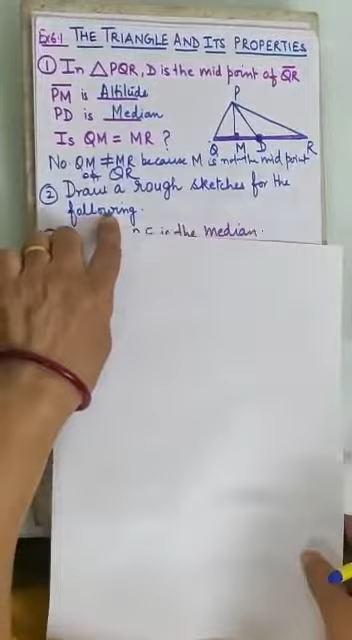 Ex6.1 THE TRIANGLE AND ITS PROPERTIES
① In △PQR, D is the mid point of QR
PM is Altitude
PD is Median
Is QM = MR ?
P
Q M D R
No QM ≠ MR because M is not the mid point
of QR
② Draw a rough sketches for the
following.
is the median.